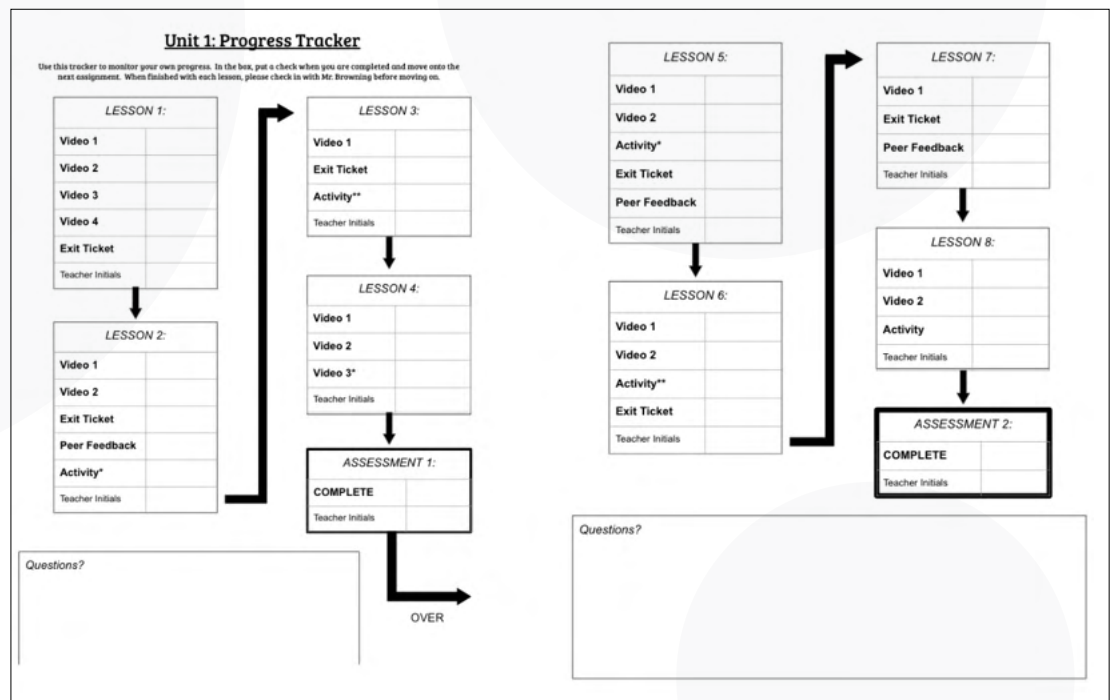 Unit 1: Progress Tracker
Use this tracker to monitor your own progress. In the box, put a check when you are completed and move onto the
next assignment. When finished with each lesson, please check in with Mr. Browning before moving on.
LESSON 1:
Video 1
Video 2
Video 3
Video 4
Exit Ticket
Teacher Initials
LESSON 2:
Video 1
Video 2
Exit Ticket
Peer Feedback
Activity*
Teacher Initials
LESSON 3:
Video 1
Exit Ticket
Activity**
Teacher Initials
LESSON 4:
Video 1
Video 2
Video 3*
Teacher Initials
ASSESSMENT 1:
COMPLETE
Teacher Initials
OVER
Questions?
LESSON 5:
Video 1
Video 2
Activity*
Exit Ticket
Peer Feedback
Teacher Initials
LESSON 6:
Video 1
Video 2
Activity**
Exit Ticket
Teacher Initials
LESSON 7:
Video 1
Exit Ticket
Peer Feedback
Teacher Initials
LESSON 8:
Video 1
Video 2
Activity
Teacher Initials
ASSESSMENT 2:
COMPLETE
Teacher Initials
Questions?